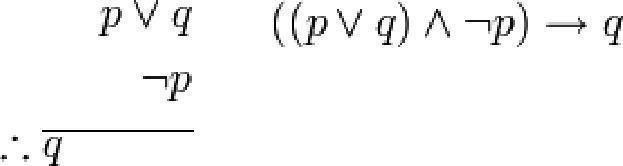 p ∨ q    ((p ∨ q) ∧ ¬p) → q
¬p
∴ q